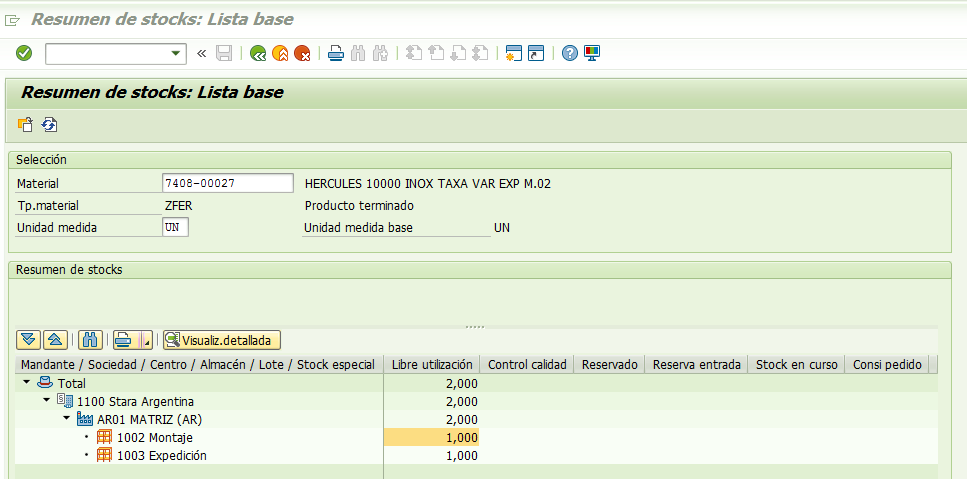 Resumen de stocks: Lista base
Resumen de stocks: Lista base
Selección
Material 7408-00027 HERCULES 10000 INOX TAXA VAR EXP M.02
Tp.material ZFER Producto terminado
Unidad medida UN Unidad medida base UN
Resumen de stocks
Visualiz.detallada
Mandante / Sociedad / Centro / Almacén / Lote / Stock especial Libre utilización Control calidad Reservado Reserva entrada Stock en curso Consi pedido
Total 2,000
1100 Stara Argentina 2,000
AR01 MATRIZ (AR) 2,000
1002 Montaje 1,000
1003 Expedición 1,000